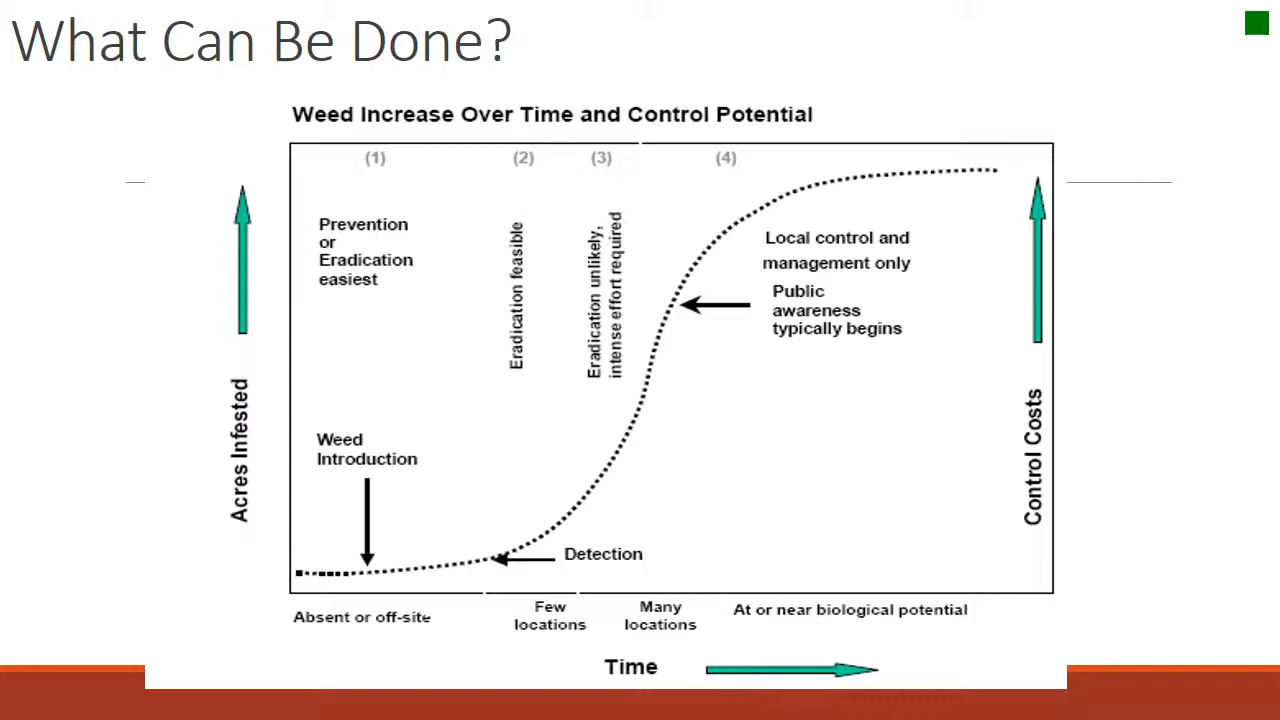 What Can Be Done?
Weed Increase Over Time and Control Potential
(1)
(2)
(3)
(4)
Prevention
or
Eradication
easiest
Eradication feasible
Eradication unlikely,
intense effort required
Local control and
management only
Public
awareness
typically begins
Weed
Introduction
Detection
Acres Infested
Control Costs
Absent or off-site
Few
locations
Many
locations
At or near biological potential
Time